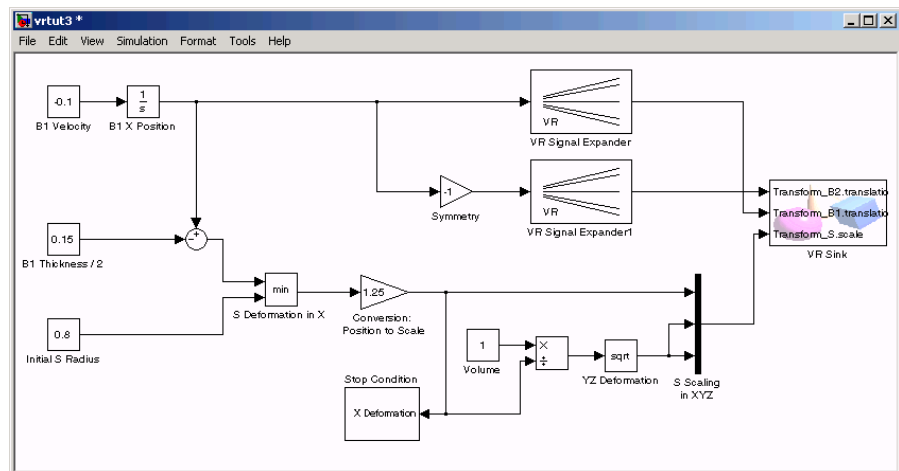 vrtut3 *
File Edit View Simulation Format Tools Help
-0.1
B1 Velocity
1
s
B1 X Position
VR
VR Signal Expander
-1
Symmetry
VR
VR Signal Expander1
Transform_B2.translatio
Transform_B1.translatio
Transform_S.scale
VR Sink
0.15
B1 Thickness / 2
- +
min
S Deformation in X
1.25
Conversion:
Position to Scale
0.8
Initial S Radius
1
Volume
×
÷
sqrt
YZ Deformation
S Scaling
in XYZ
Stop Condition
X Deformation